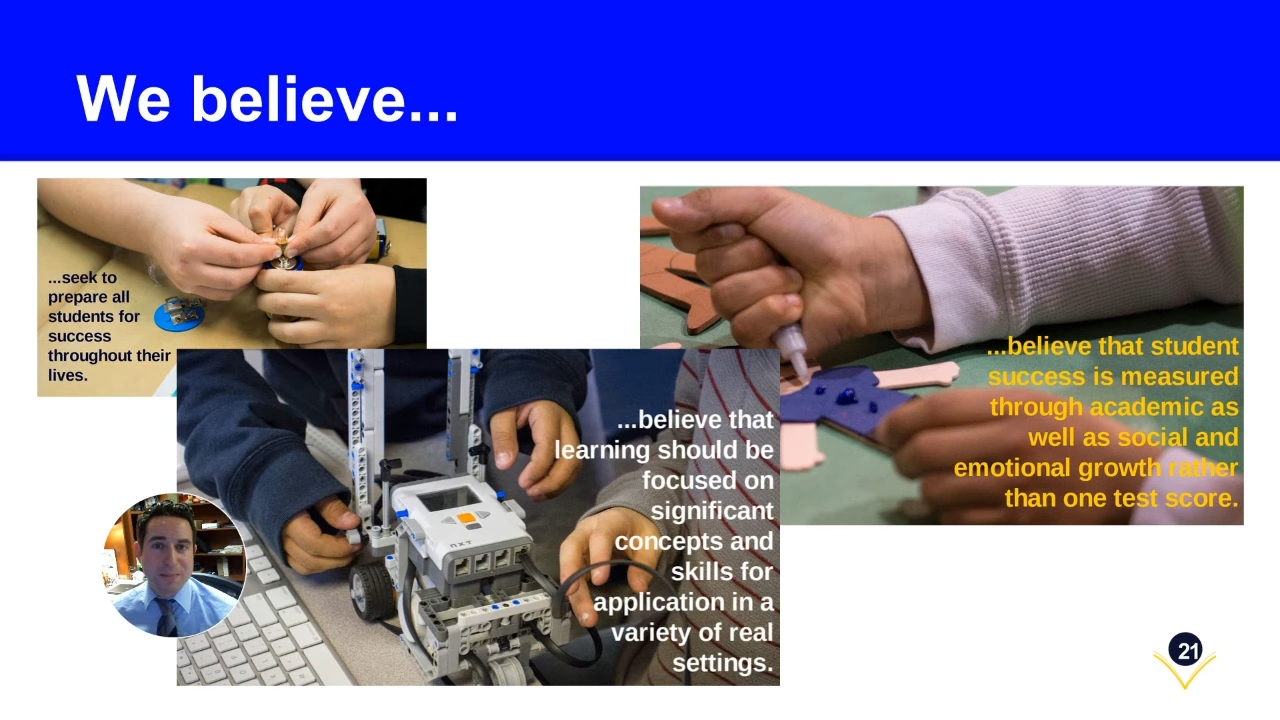 We believe...
...seek to
prepare all
students for
success
throughout their
lives.
...believe that
learning should be
focused on
significant
concepts and
skills for
application in a
variety of real
settings.
NXT
...believe that student
success is measured
through academic as
well as social and
emotional growth rather
than one test score.
21